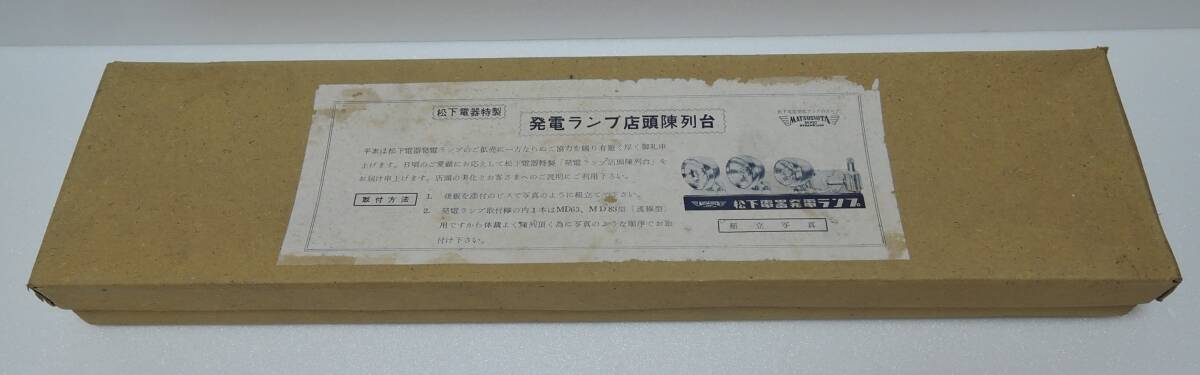 松下電器特製
発電ランプ店頭陳列台
MATSUSHITA
平素は松下電器発電ランプのご拡売に一方ならぬご協力を賜り有難く厚く御礼申
上げます。日頃のご愛顧にお応えして松下電器特製「発電ランプ店頭陳列台」を
お届け申上げます。店頭の美化とお客さまへのご説明にご利用下さい。
取付方法
1. 後板を添付のビスで写真のように組立て下さい。
2. 発電ランプ取付棒の内1本はMD63、MD83型「流線型」
用ですから体裁よく陳列頂く為に写真のような順序でお取
付け下さい。
MATSUSHITA 松下電器発電ランプ
組立写真